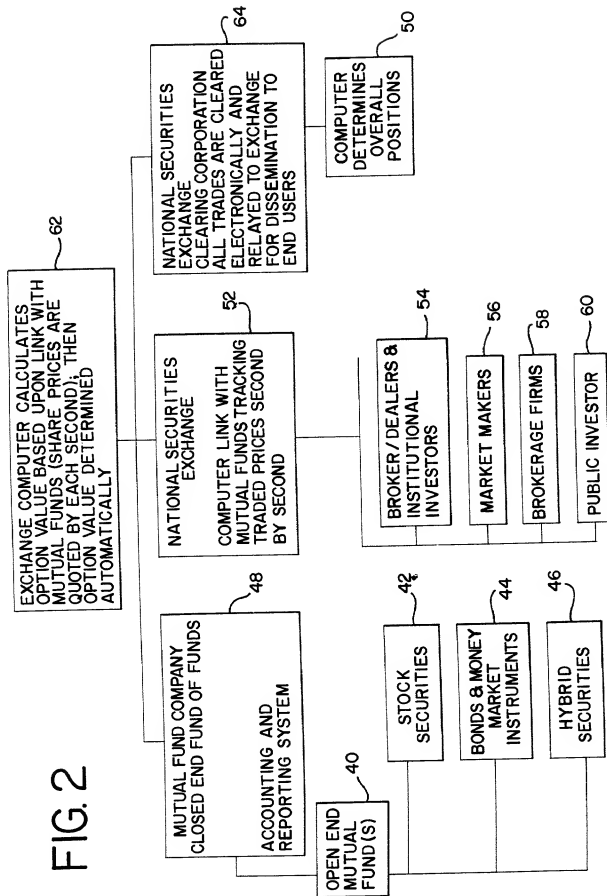 FIG. 2
62
EXCHANGE COMPUTER CALCULATES
OPTION VALUE BASED UPON LINK WITH
MUTUAL FUNDS (SHARE PRICES ARE
QUOTED BY EACH SECOND); THEN
OPTION VALUE DETERMINED
AUTOMATICALLY
48
MUTUAL FUND COMPANY
CLOSED END FUND OF FUNDS
ACCOUNTING AND
REPORTING SYSTEM
40
OPEN END
MUTUAL
FUND(S)
42
STOCK
SECURITIES
44
BONDS & MONEY
MARKET
INSTRUMENTS
46
HYBRID
SECURITIES
52
NATIONAL SECURITIES
EXCHANGE
COMPUTER LINK WITH
MUTUAL FUNDS TRACKING
TRADED PRICES SECOND
BY SECOND
54
BROKER/DEALERS &
INSTITUTIONAL
INVESTORS
56
MARKET MAKERS
58
BROKERAGE FIRMS
60
PUBLIC INVESTOR
64
NATIONAL SECURITIES
EXCHANGE
CLEARING CORPORATION
ALL TRADES ARE CLEARED
ELECTRONICALLY AND
RELAYED TO EXCHANGE
FOR DISSEMINATION TO
END USERS
50
COMPUTER
DETERMINES
OVERALL
POSITIONS